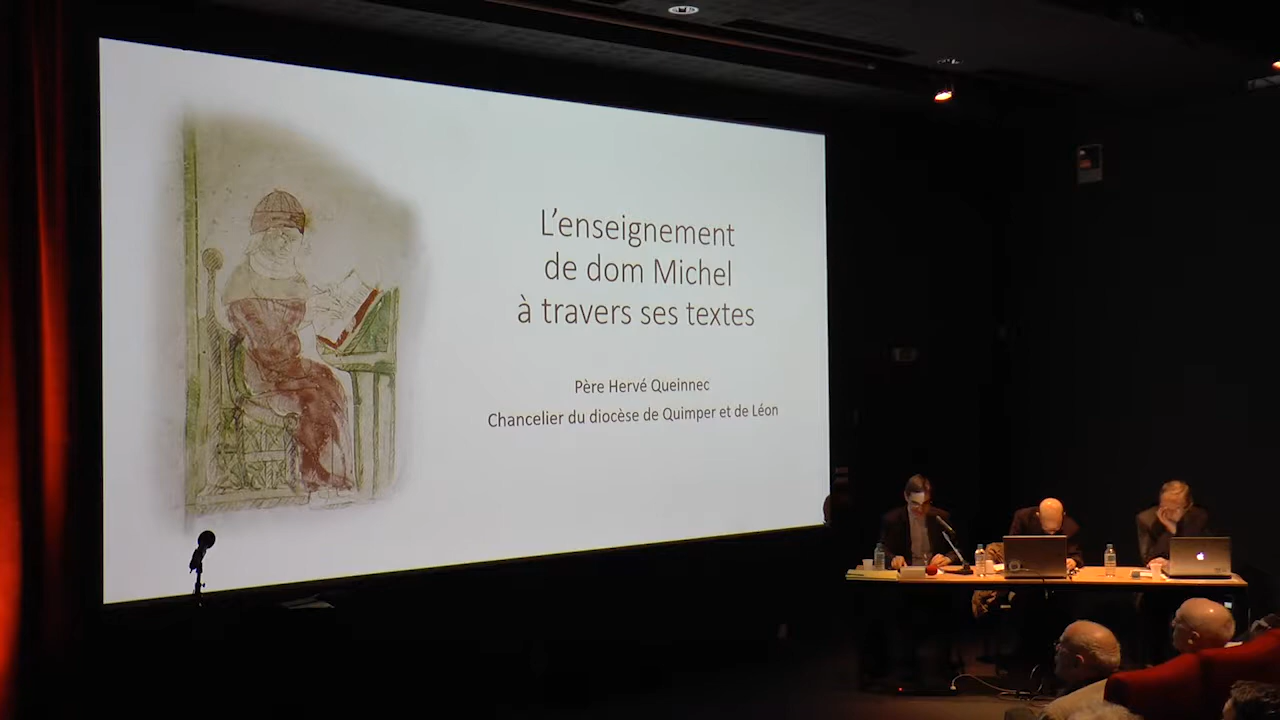 L'enseignement
de dom Michel
à travers ses textes
Père Hervé Queinnec
Chancelier du diocèse de Quimper et de Léon